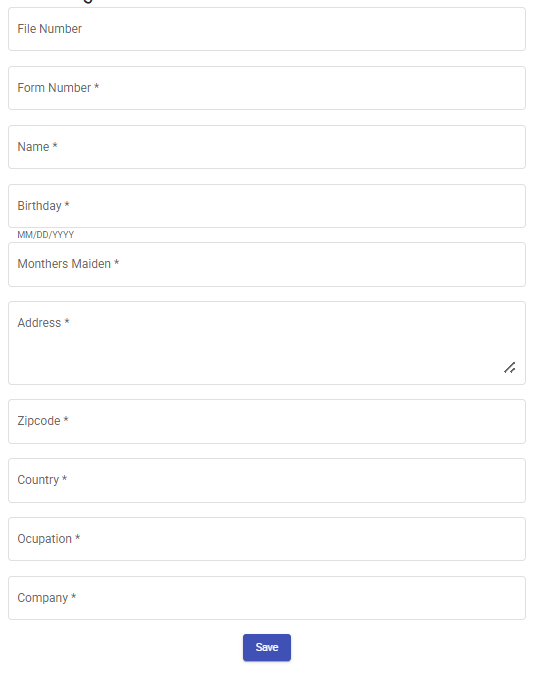 File Number
Form Number *
Name *
Birthday *
MM/DD/YYYY
Monthers Maiden *
Address *
Zipcode *
Country *
Ocupation *
Company *
Save